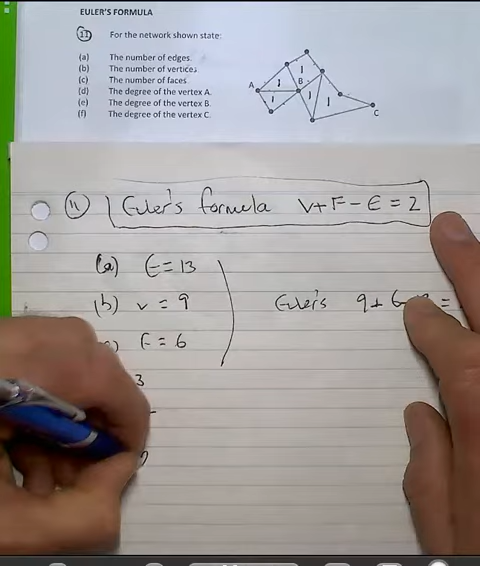 EULER'S FORMULA
11 For the network shown state:
(a) The number of edges.
(b) The number of vertices
(c) The number of faces
(d) The degree of the vertex A.
(e) The degree of the vertex B.
(f) The degree of the vertex C.
A
1
1
B
1
1
1
C
11 Euler's formula V+F-E=2
(a) E=13
(b) v=9
Euler's 9+6
=
F=6
3